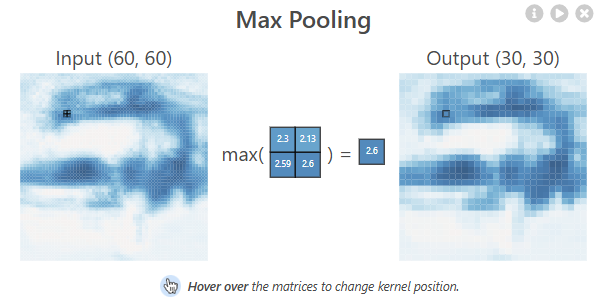 Max Pooling
Input (60, 60)
Output (30, 30)
max(
2.3 2.13
2.59 2.6
) =
2.6
Hover over the matrices to change kernel position.